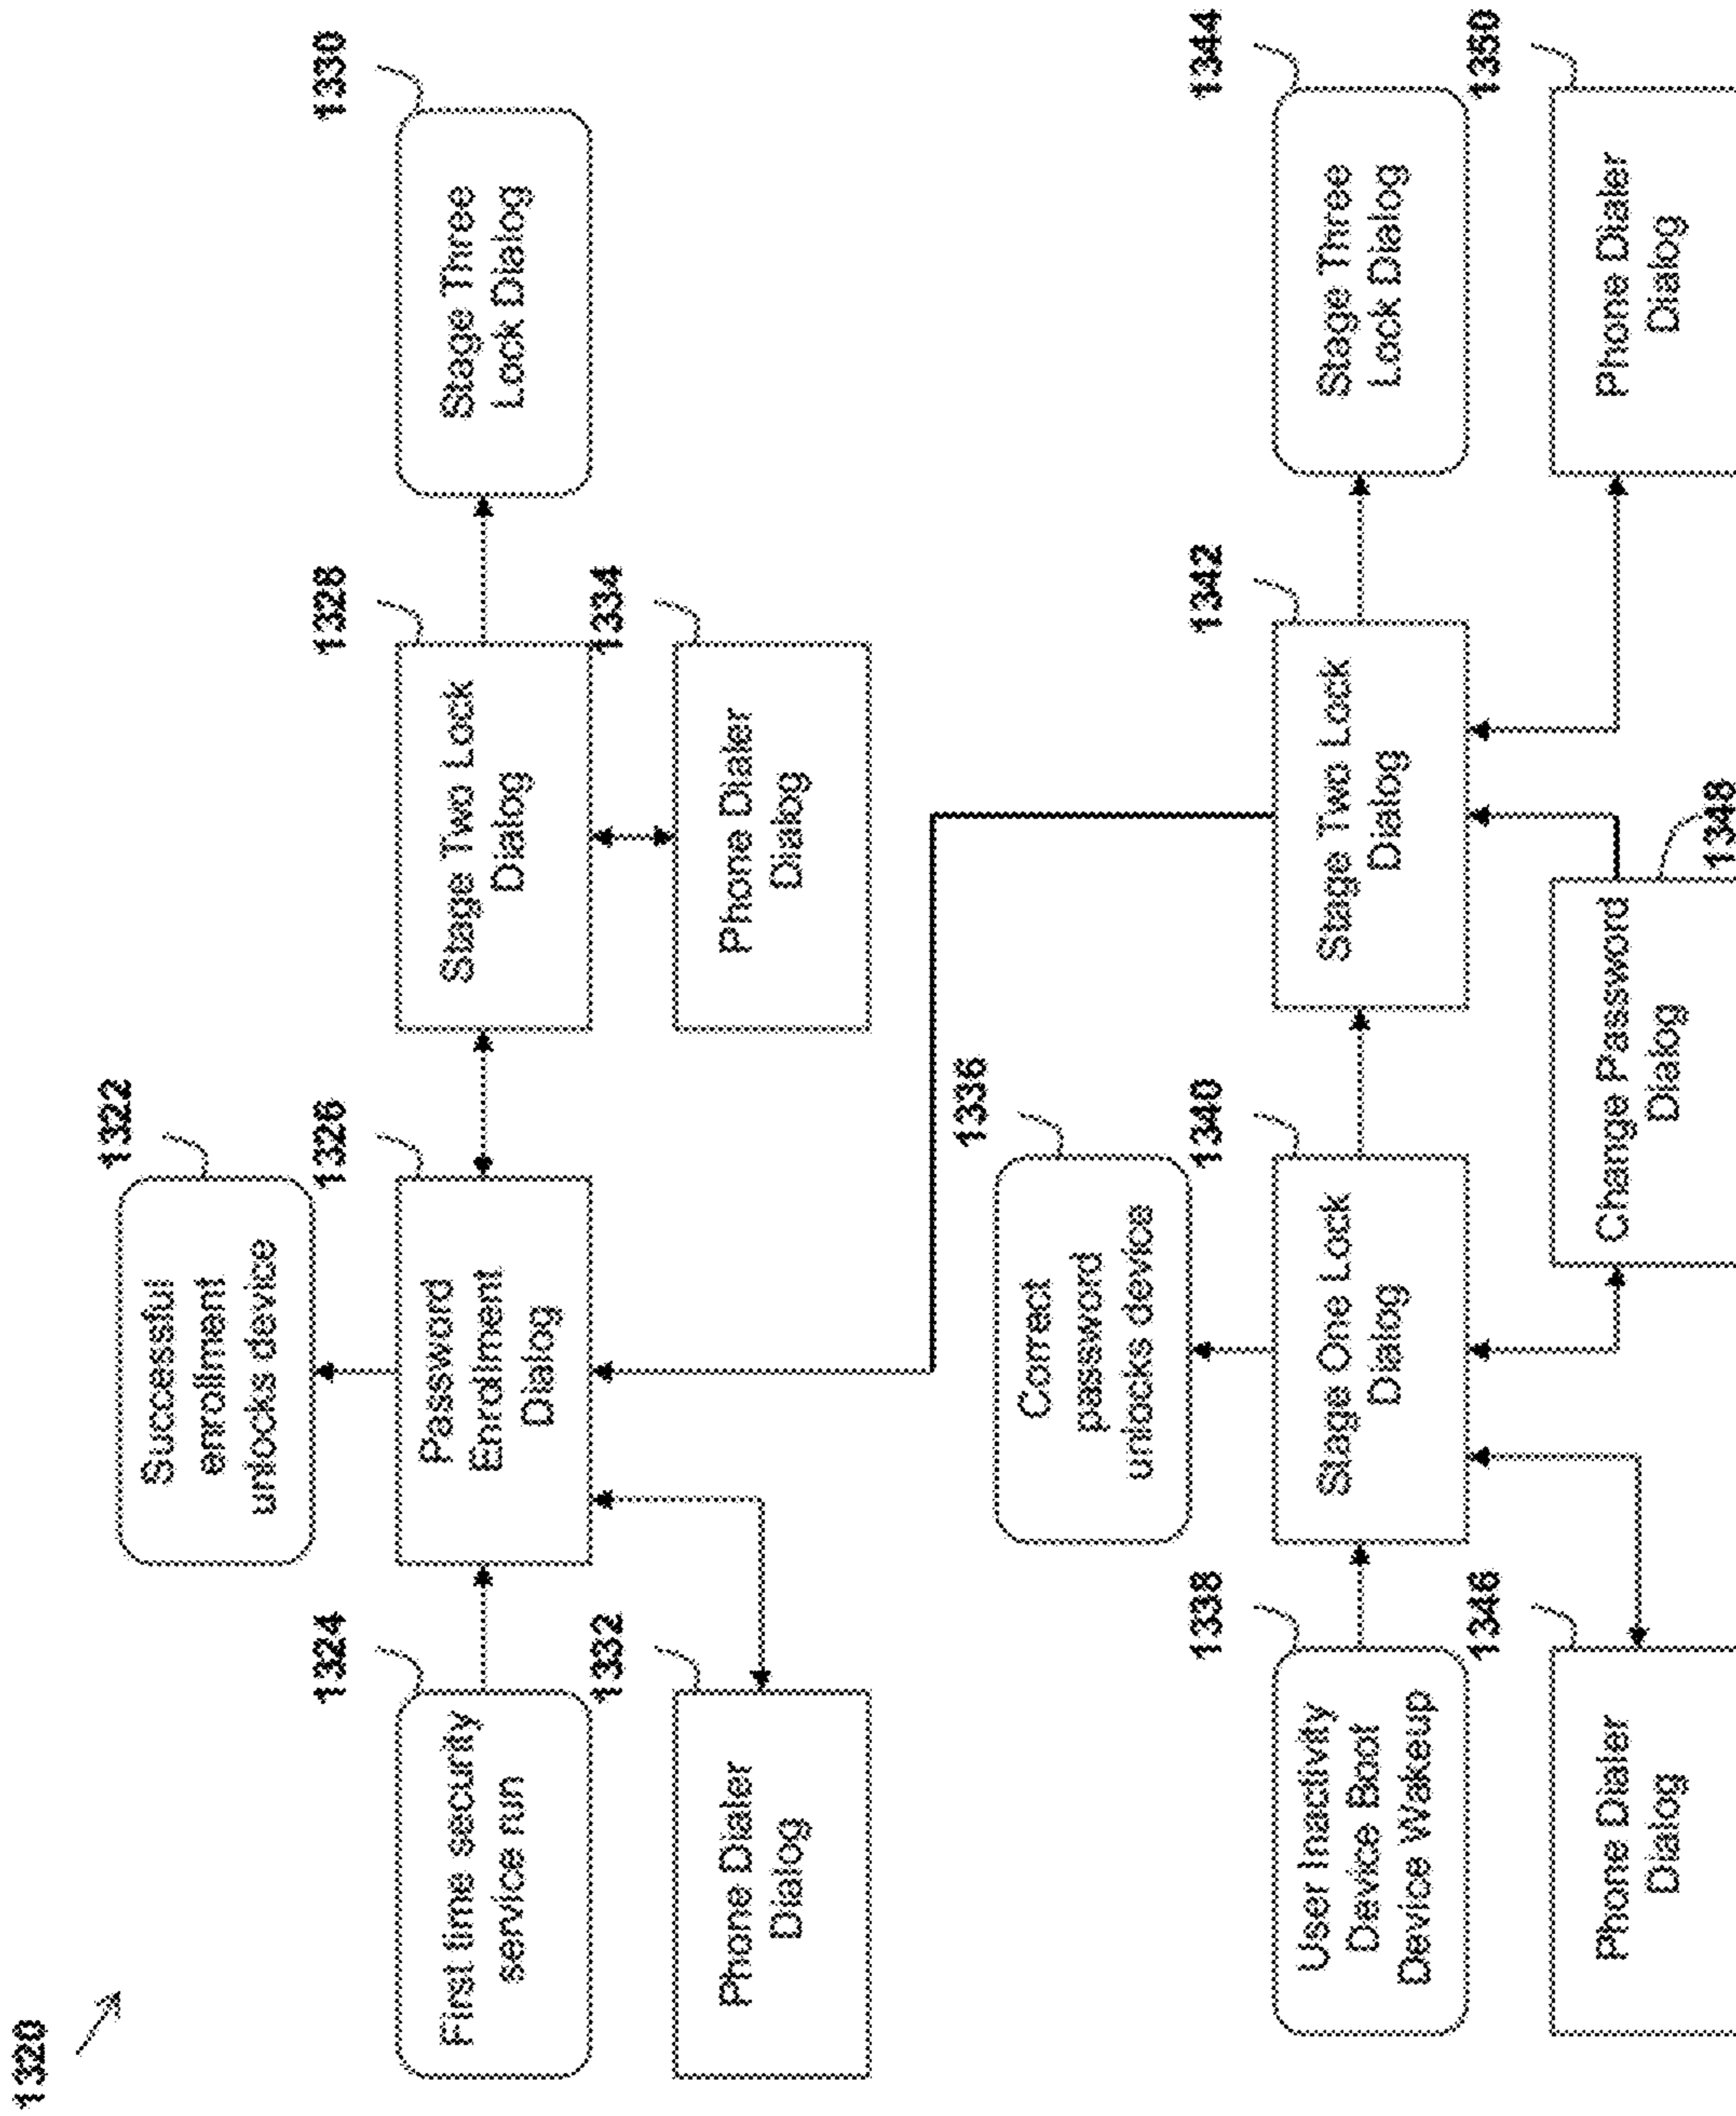 1320
1322
Successful
enrollment
unlocks device
1324
First time security
service run
1326
Password
Enrollment
Dialog
1328
Stage Two Lock
Dialog
1330
Stage Three
Lock Dialog
1332
Phone Dialer
Dialog
1334
Phone Dialer
Dialog
1336
Correct
password
unlocks device
1338
User Inactivity
Device Boot
Device Wakeup
1340
Stage One Lock
Dialog
1342
Stage Two Lock
Dialog
1344
Stage Three
Lock Dialog
1346
Phone Dialer
Dialog
Change Password
Dialog
1348
1350
Phone Dialer
Dialog